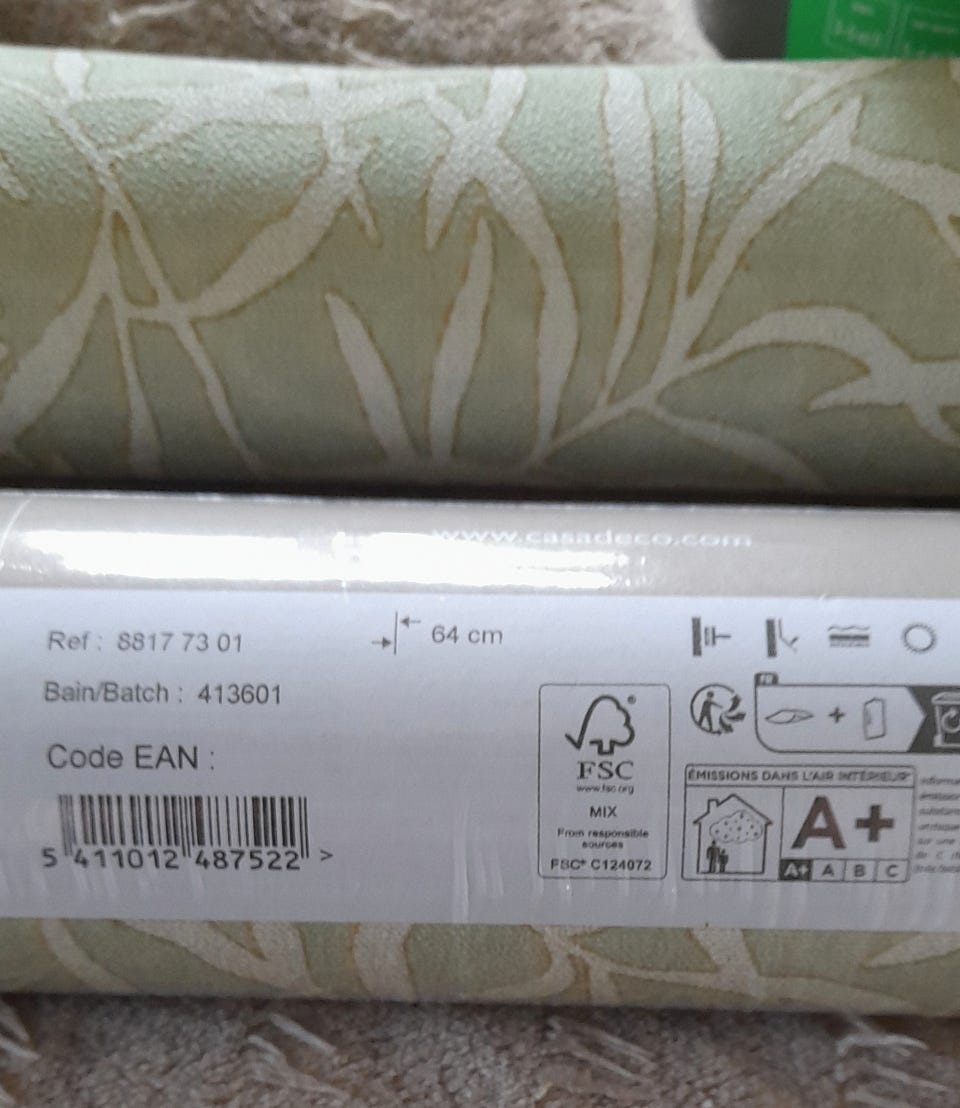 www.casadeco.com
Ref : 8817 73 01
64 cm
Bain/Batch : 413601
Code EAN :
5 411012 487522 >
FR
FSC®
www.fsc.org
MIX
From responsible
sources
FSC® C124072
ÉMISSIONS DANS L'AIR INTÉRIEUR*
A+
A+ A B C